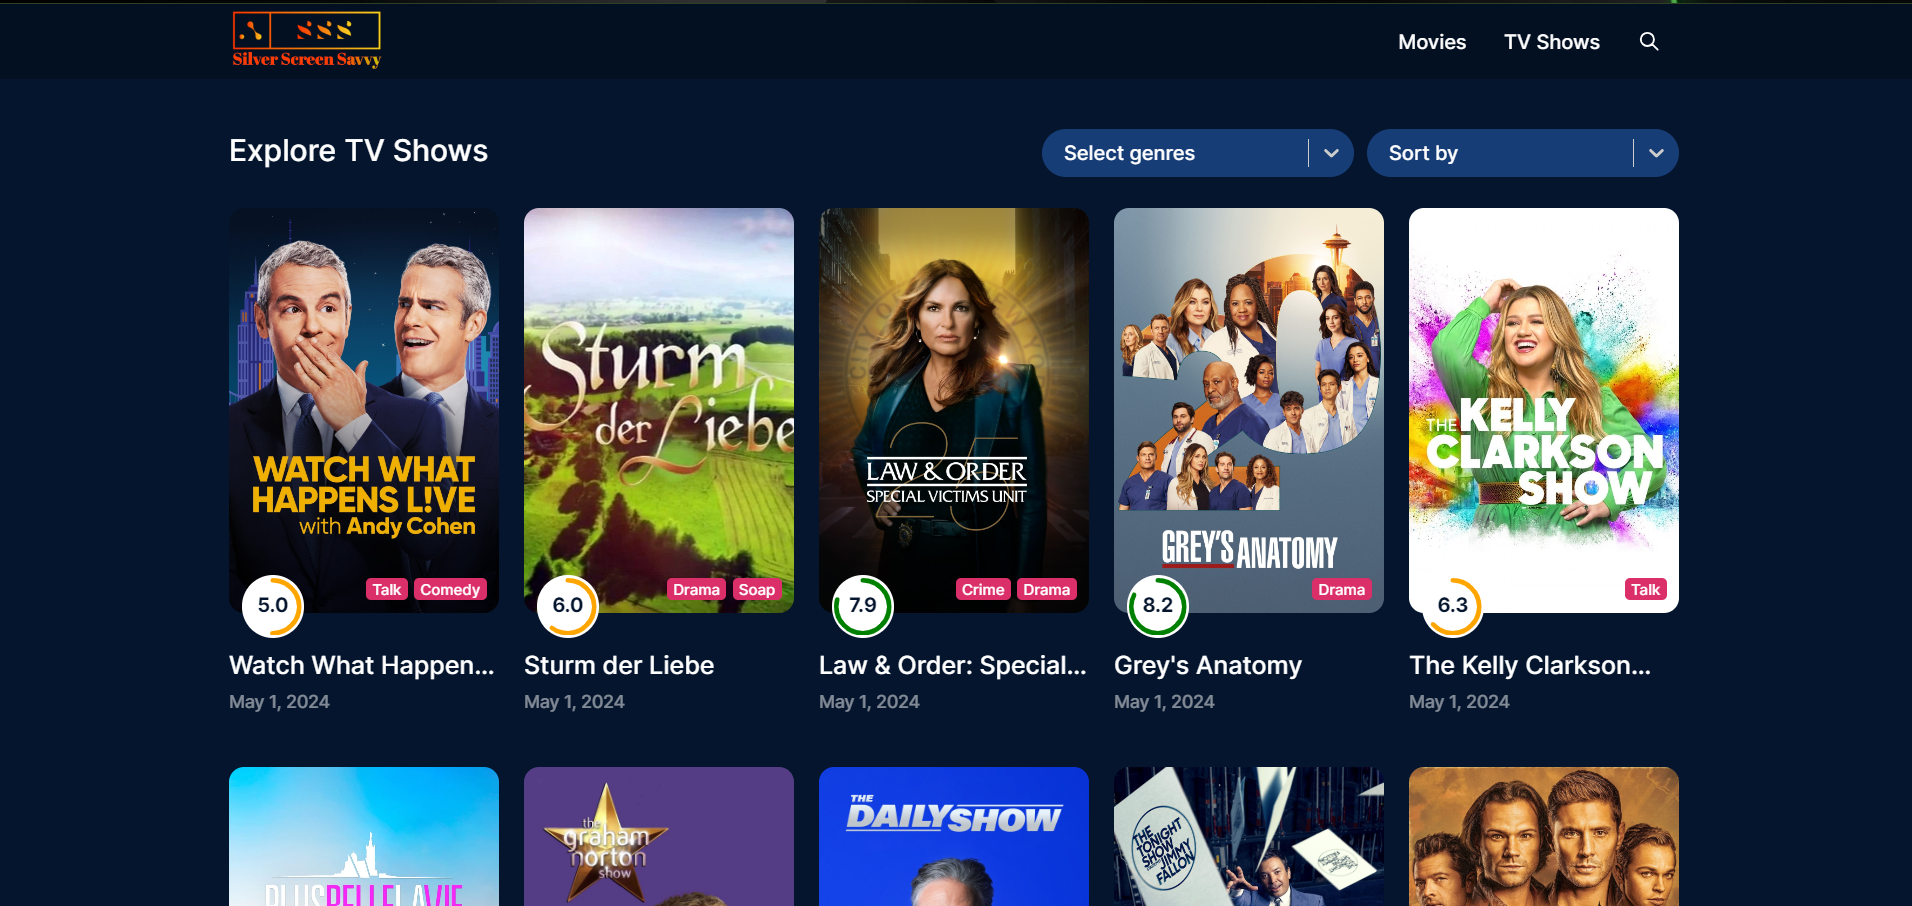 SSS
Silver Screen Savvy
Movies
TV Shows
Explore TV Shows
Select genres
Sort by
WATCH WHAT
HAPPENS L!VE
with Andy Cohen
Talk
Comedy
5.0
Watch What Happen...
May 1, 2024
Sturm
der Liebe
Drama
Soap
6.0
Sturm der Liebe
May 1, 2024
25
LAW & ORDER
SPECIAL VICTIMS UNIT
Crime
Drama
7.9
Law & Order: Special...
May 1, 2024
GREY'S ANATOMY
Drama
8.2
Grey's Anatomy
May 1, 2024
THE KELLY
CLARKSON
SHOW
Talk
6.3
The Kelly Clarkson...
May 1, 2024
PLUS BELLE LA VIE
the
graham
norton
show
THE
DAILY SHOW
THE
TONIGHT
SHOW
JIMMY
FALLON